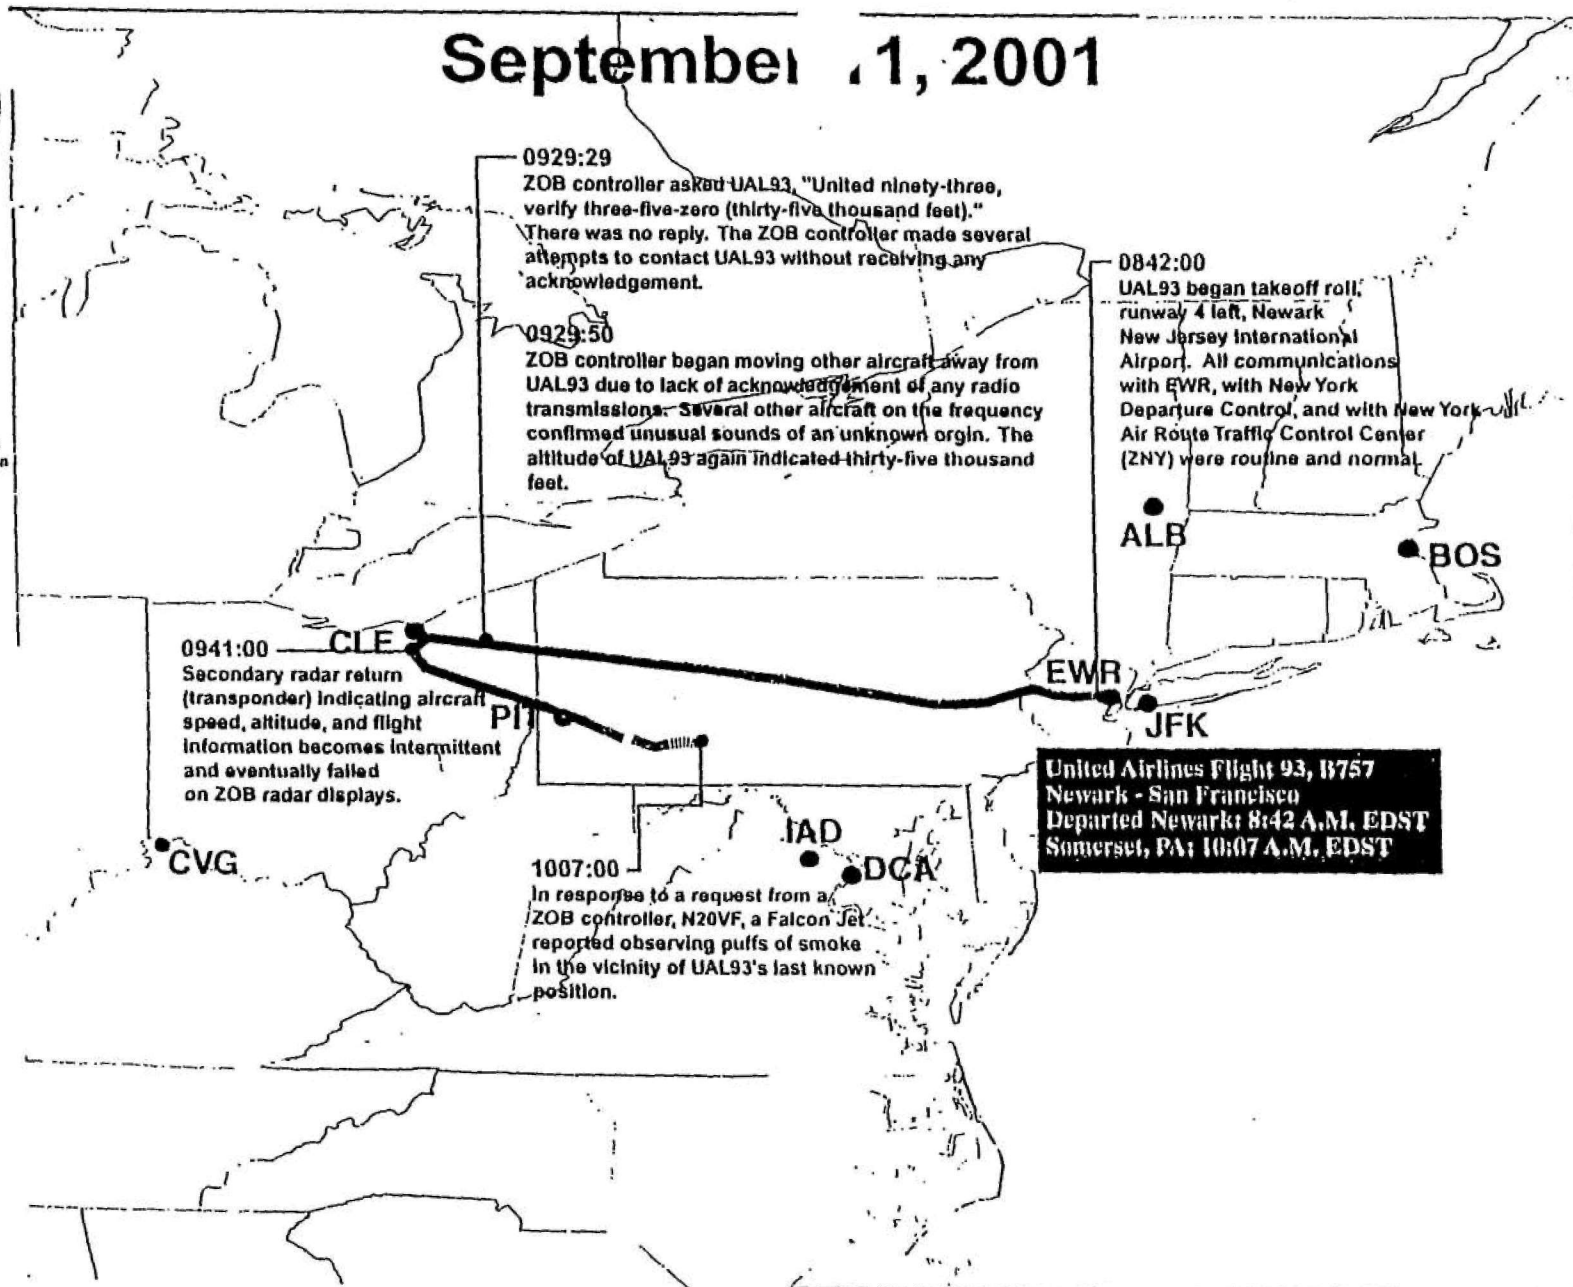 September 11, 2001
0929:29
ZOB controller asked UAL93, "United ninety-three,
verify three-five-zero (thirty-five thousand feet)."
There was no reply. The ZOB controller made several
attempts to contact UAL93 without receiving any
acknowledgement.
0929:50
ZOB controller began moving other aircraft away from
UAL93 due to lack of acknowledgement of any radio
transmissions. Several other aircraft on the frequency
confirmed unusual sounds of an unknown orgin. The
altitude of UAL93 again indicated thirty-five thousand
feet.
0842:00
UAL93 began takeoff roll,
runway 4 left, Newark
New Jersey International
Airport. All communications
with EWR, with New York
Departure Control, and with New York
Air Route Traffic Control Center
(ZNY) were routine and normal
ALB
BOS
CLE
0941:00
Secondary radar return
(transponder) indicating aircraft
speed, altitude, and flight
information becomes intermittent
and eventually failed
on ZOB radar displays.
PIT
EWR
JFK
United Airlines Flight 93, B757
Newark - San Francisco
Departed Newark: 8:42 A.M. EDST
Somerset, PA: 10:07 A.M. EDST
CVG
IAD
DCA
1007:00
In response to a request from a
ZOB controller, N20VF, a Falcon Jet
reported observing puffs of smoke
in the vicinity of UAL93's last known
position.